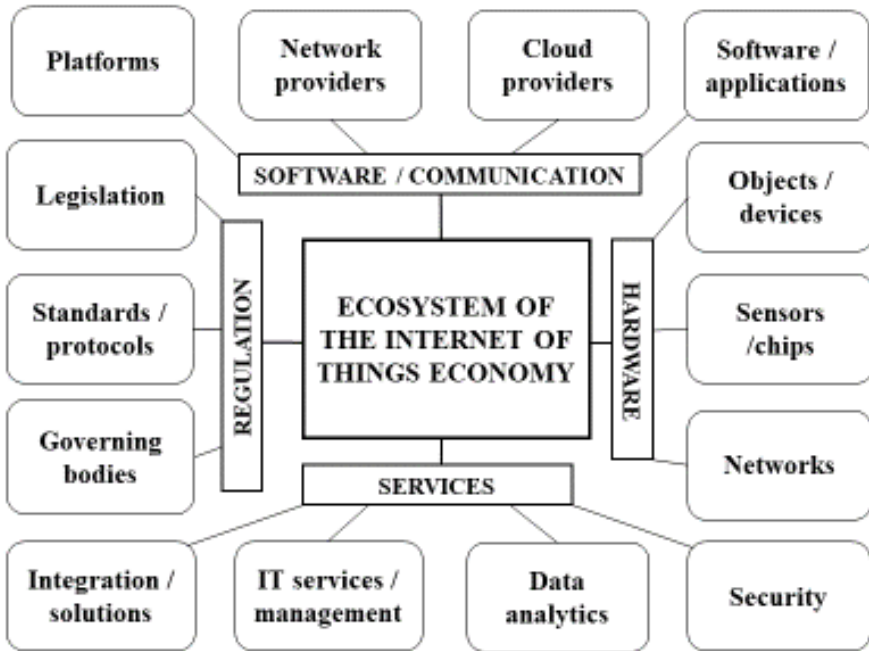 Platforms
Network
providers
Cloud
providers
Software /
applications
SOFTWARE / COMMUNICATION
Legislation
Standards /
protocols
Governing
bodies
REGULATION
ECOSYSTEM OF
THE INTERNET OF
THINGS ECONOMY
HARDWARE
Objects /
devices
Sensors
/chips
Networks
SERVICES
Integration /
solutions
IT services /
management
Data
analytics
Security